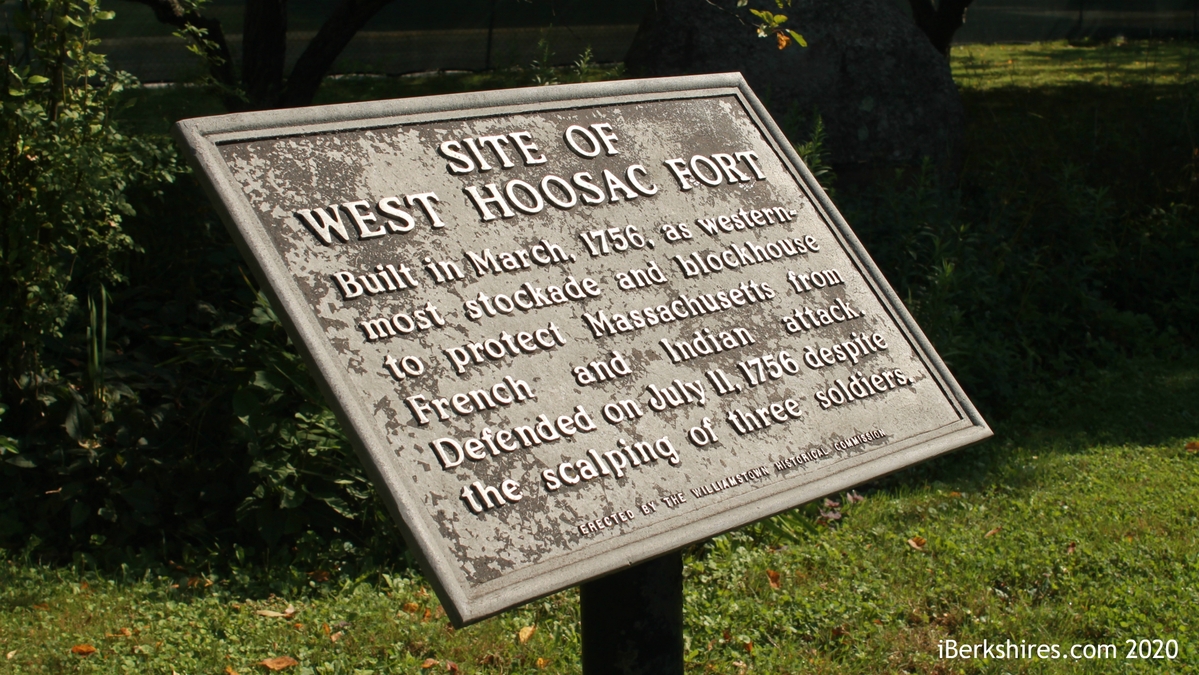 SITE OF
WEST HOOSAC FORT
Built in March, 1756, as western-
most stockade and blockhouse
to protect Massachusetts from
French and Indian attack.
Defended on July 11, 1756 despite
the scalping of three soldiers.
ERECTED BY THE WILLIAMSTOWN HISTORICAL COMMISSION
iBerkshires.com 2020